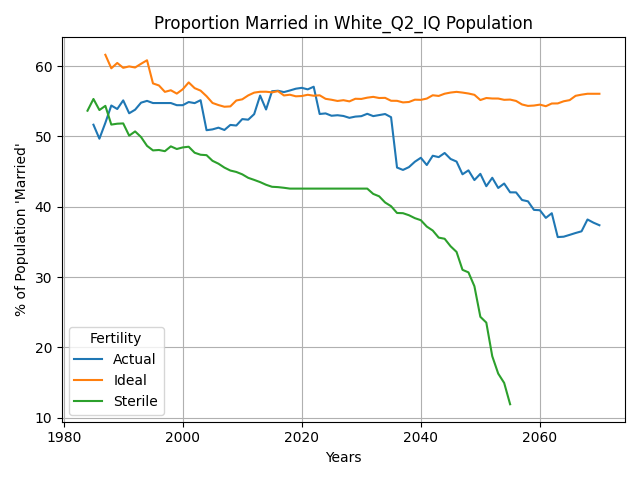 Proportion Married in White_Q2_IQ Population
% of Population 'Married'
60
50
40
30
20
10
Fertility
Actual
Ideal
Sterile
1980 2000 2020 2040 2060
Years